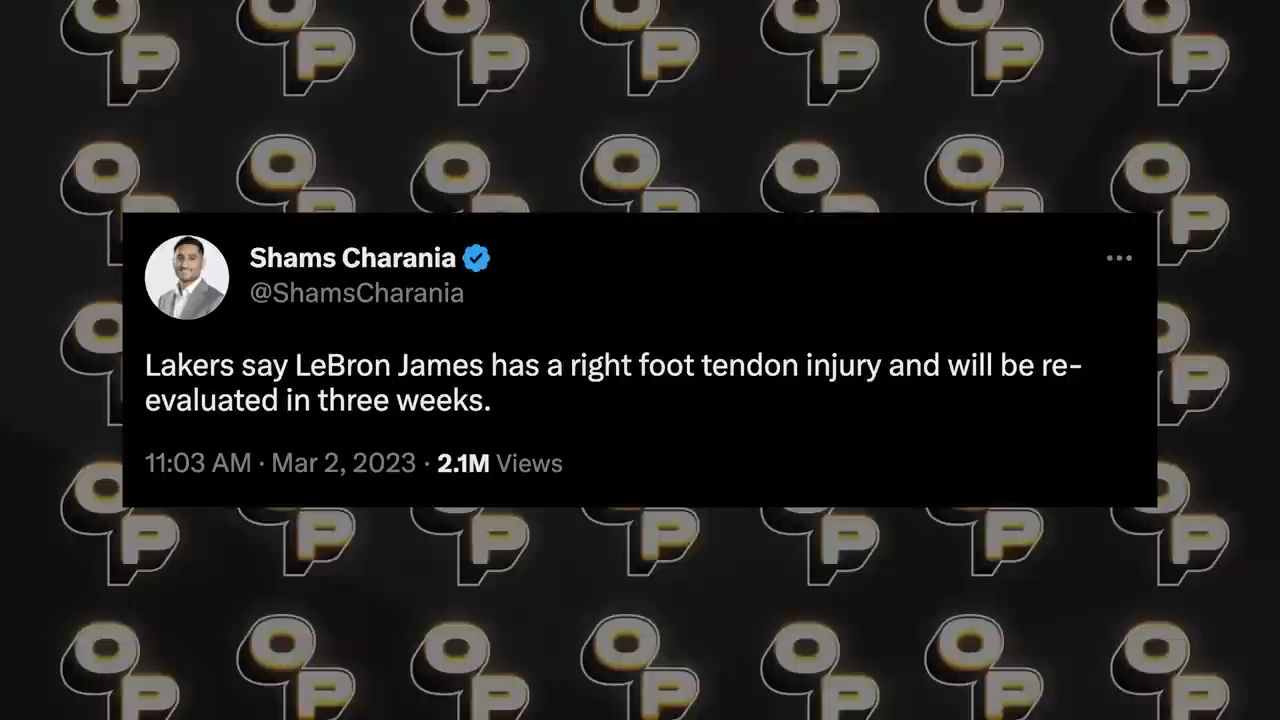 Shams Charania
@ShamsCharania
Lakers say LeBron James has a right foot tendon injury and will be re-
evaluated in three weeks.
11:03 AM · Mar 2, 2023 · 2.1M Views
OP